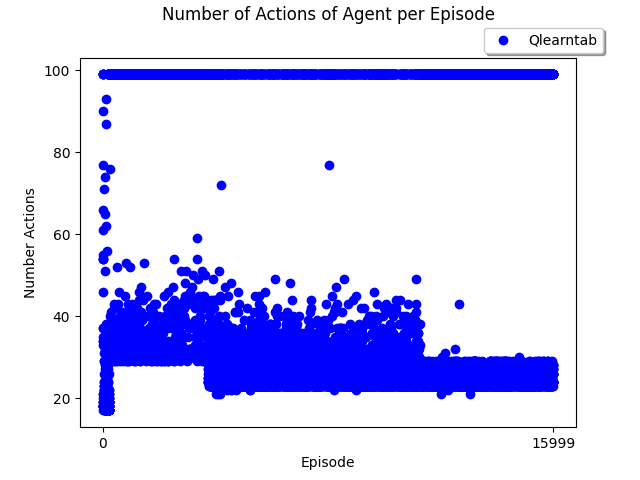 Number of Actions of Agent per Episode
Qlearntab
100
80
60
40
20
Number Actions
0
15999
Episode